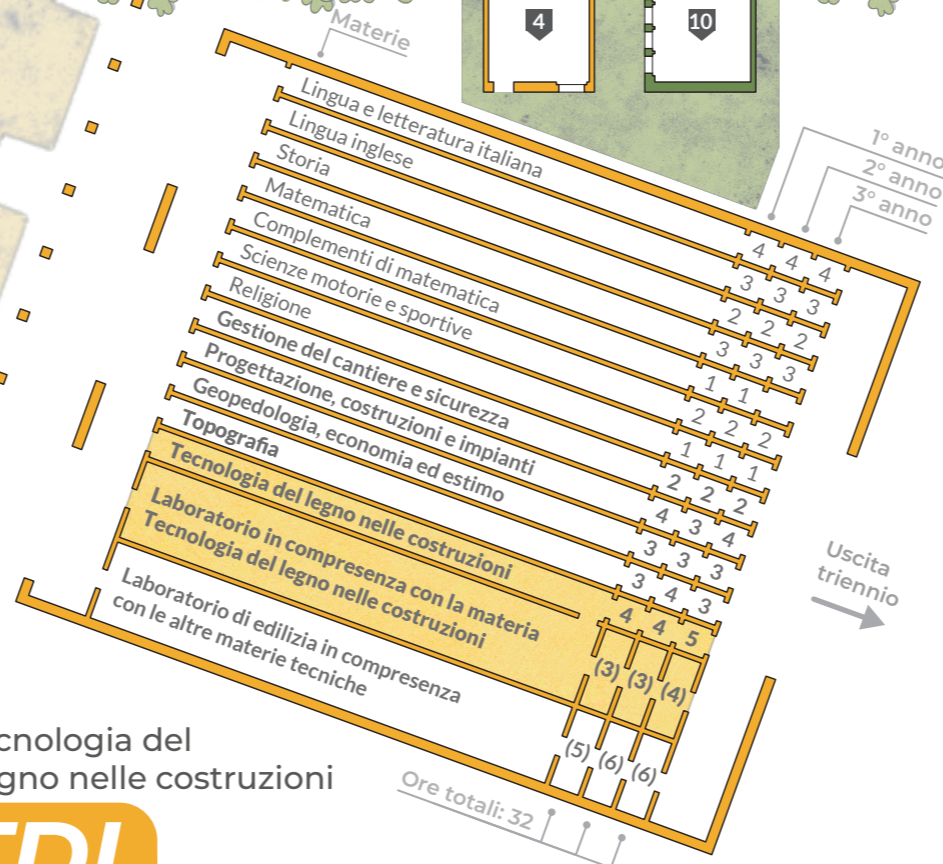 Materie
4
10
1° anno
2° anno
3° anno
Lingua e letteratura italiana 4 4 4
Lingua inglese 3 3 3
Storia 2 2 2
Matematica 3 3 3
Complementi di matematica 1 1
Scienze motorie e sportive 2 2 2
Religione 1 1 1
Gestione del cantiere e sicurezza 2 2 2
Progettazione, costruzioni e impianti 4 3 4
Geopedologia, economia ed estimo 3 3 3
Topografia 3 4 3
Tecnologia del legno nelle costruzioni 4 4 5
Laboratorio in compresenza con la materia
Tecnologia del legno nelle costruzioni (3) (3) (4)
Laboratorio di edilizia in compresenza
con le altre materie tecniche (5) (6) (6)
Uscita
triennio
Ore totali: 32
cnologia del
gno nelle costruzioni